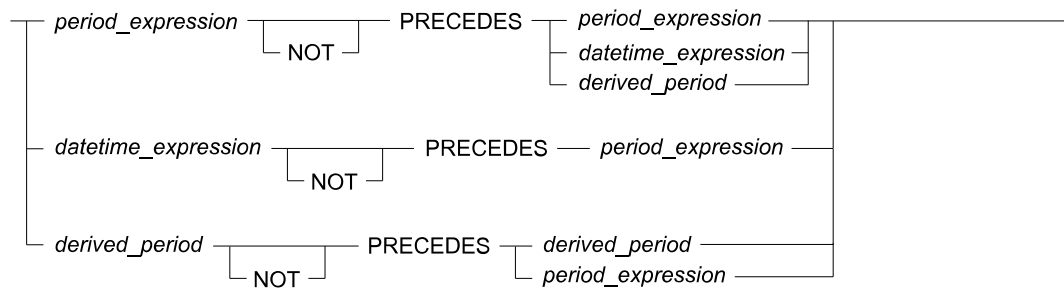 period_expression NOT PRECEDES period_expression
datetime_expression
derived_period
datetime_expression NOT PRECEDES period_expression
derived_period NOT PRECEDES derived_period
period_expression